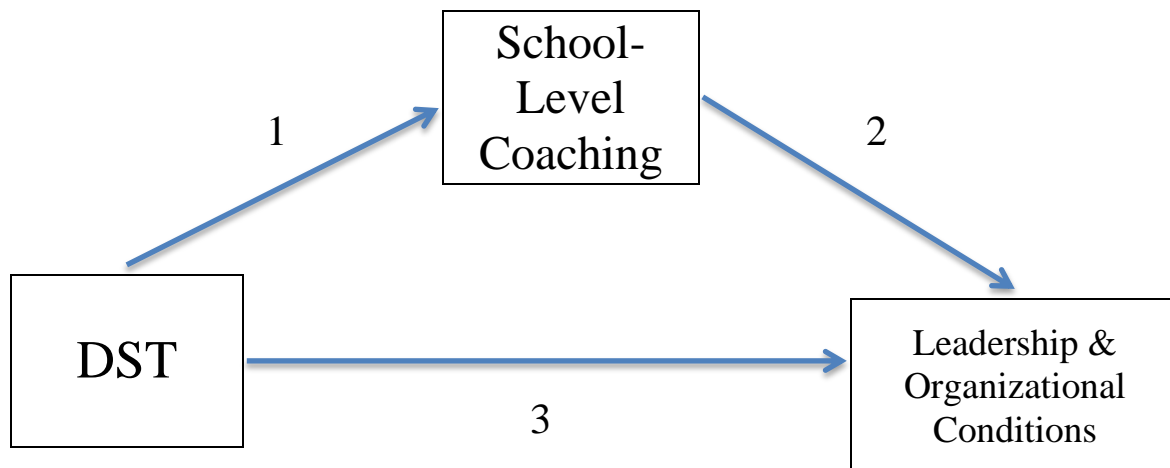 School-
Level
Coaching
1
2
DST
Leadership &
Organizational
Conditions
3